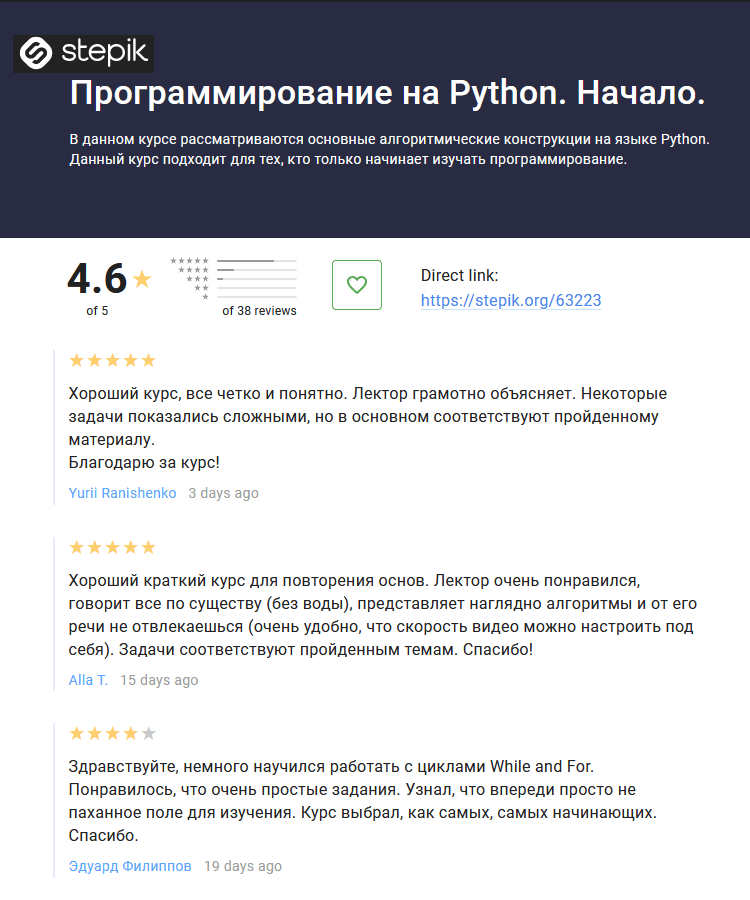 stepik
Программирование на Python. Начало.
В данном курсе рассматриваются основные алгоритмические конструкции на языке Python.
Данный курс подходит для тех, кто только начинает изучать программирование.
4.6
of 5
of 38 reviews
Direct link:
https://stepik.org/63223
Хороший курс, все четко и понятно. Лектор грамотно объясняет. Некоторые
задачи показались сложными, но в основном соответствуют пройденному
материалу.
Благодарю за курс!
Yurii Ranishenko 3 days ago
Хороший краткий курс для повторения основ. Лектор очень понравился,
говорит все по существу (без воды), представляет наглядно алгоритмы и от его
речи не отвлекаешься (очень удобно, что скорость видео можно настроить под
себя). Задачи соответствуют пройденным темам. Спасибо!
Alla T. 15 days ago
Здравствуйте, немного научился работать с циклами While and For.
Понравилось, что очень простые задания. Узнал, что впереди просто не
паханное поле для изучения. Курс выбрал, как самых, самых начинающих.
Спасибо.
Эдуард Филиппов 19 days ago